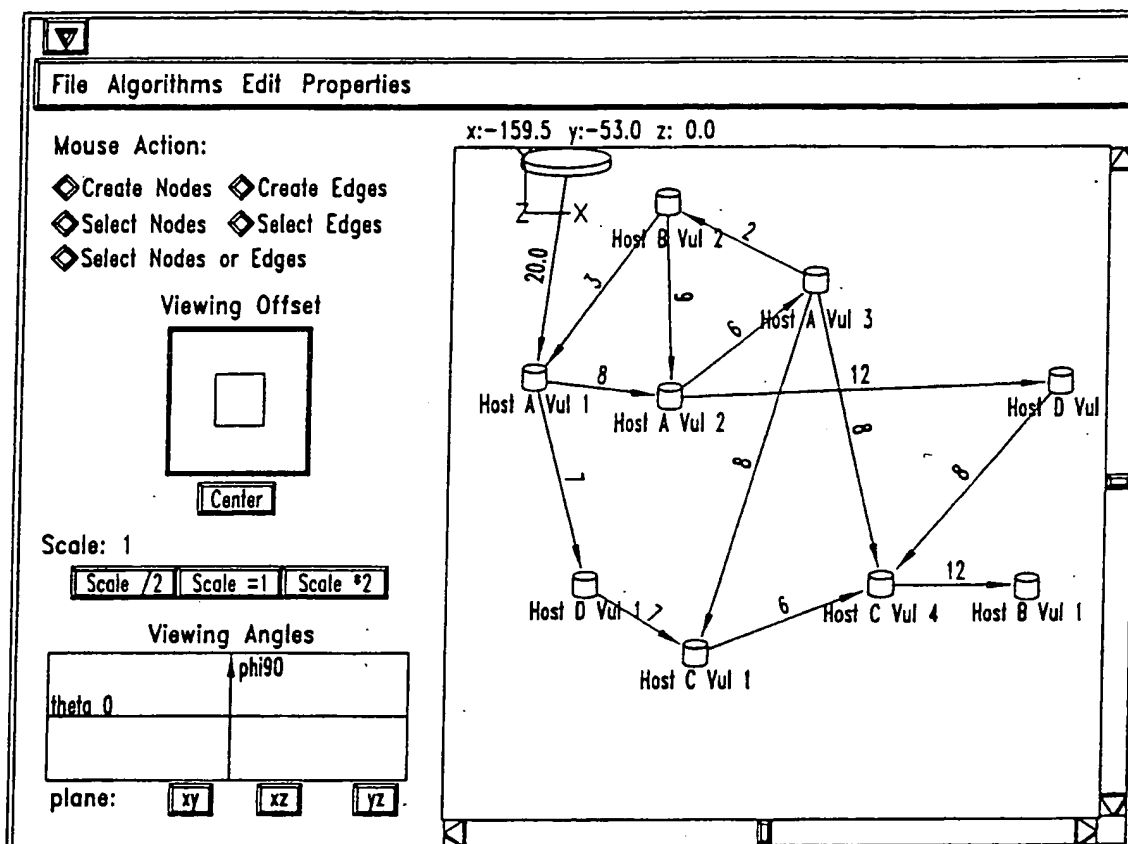 File Algorithms Edit Properties
x:-159.5 y:-53.0 z: 0.0
Mouse Action:
Create Nodes Create Edges
Select Nodes Select Edges
Select Nodes or Edges
Viewing Offset
Center
Scale: 1
Scale /2 Scale =1 Scale *2
Viewing Angles
phi90
theta 0
plane: xy xz yz
Z X
Host B Vul 2
2
20.0
3
6
6
Host A Vul 3
8
12
Host A Vul 1
Host A Vul 2
Host D Vul
8
8
8
7
Host D Vul 1
7
6
12
Host C Vul 4
Host B Vul 1
Host C Vul 1